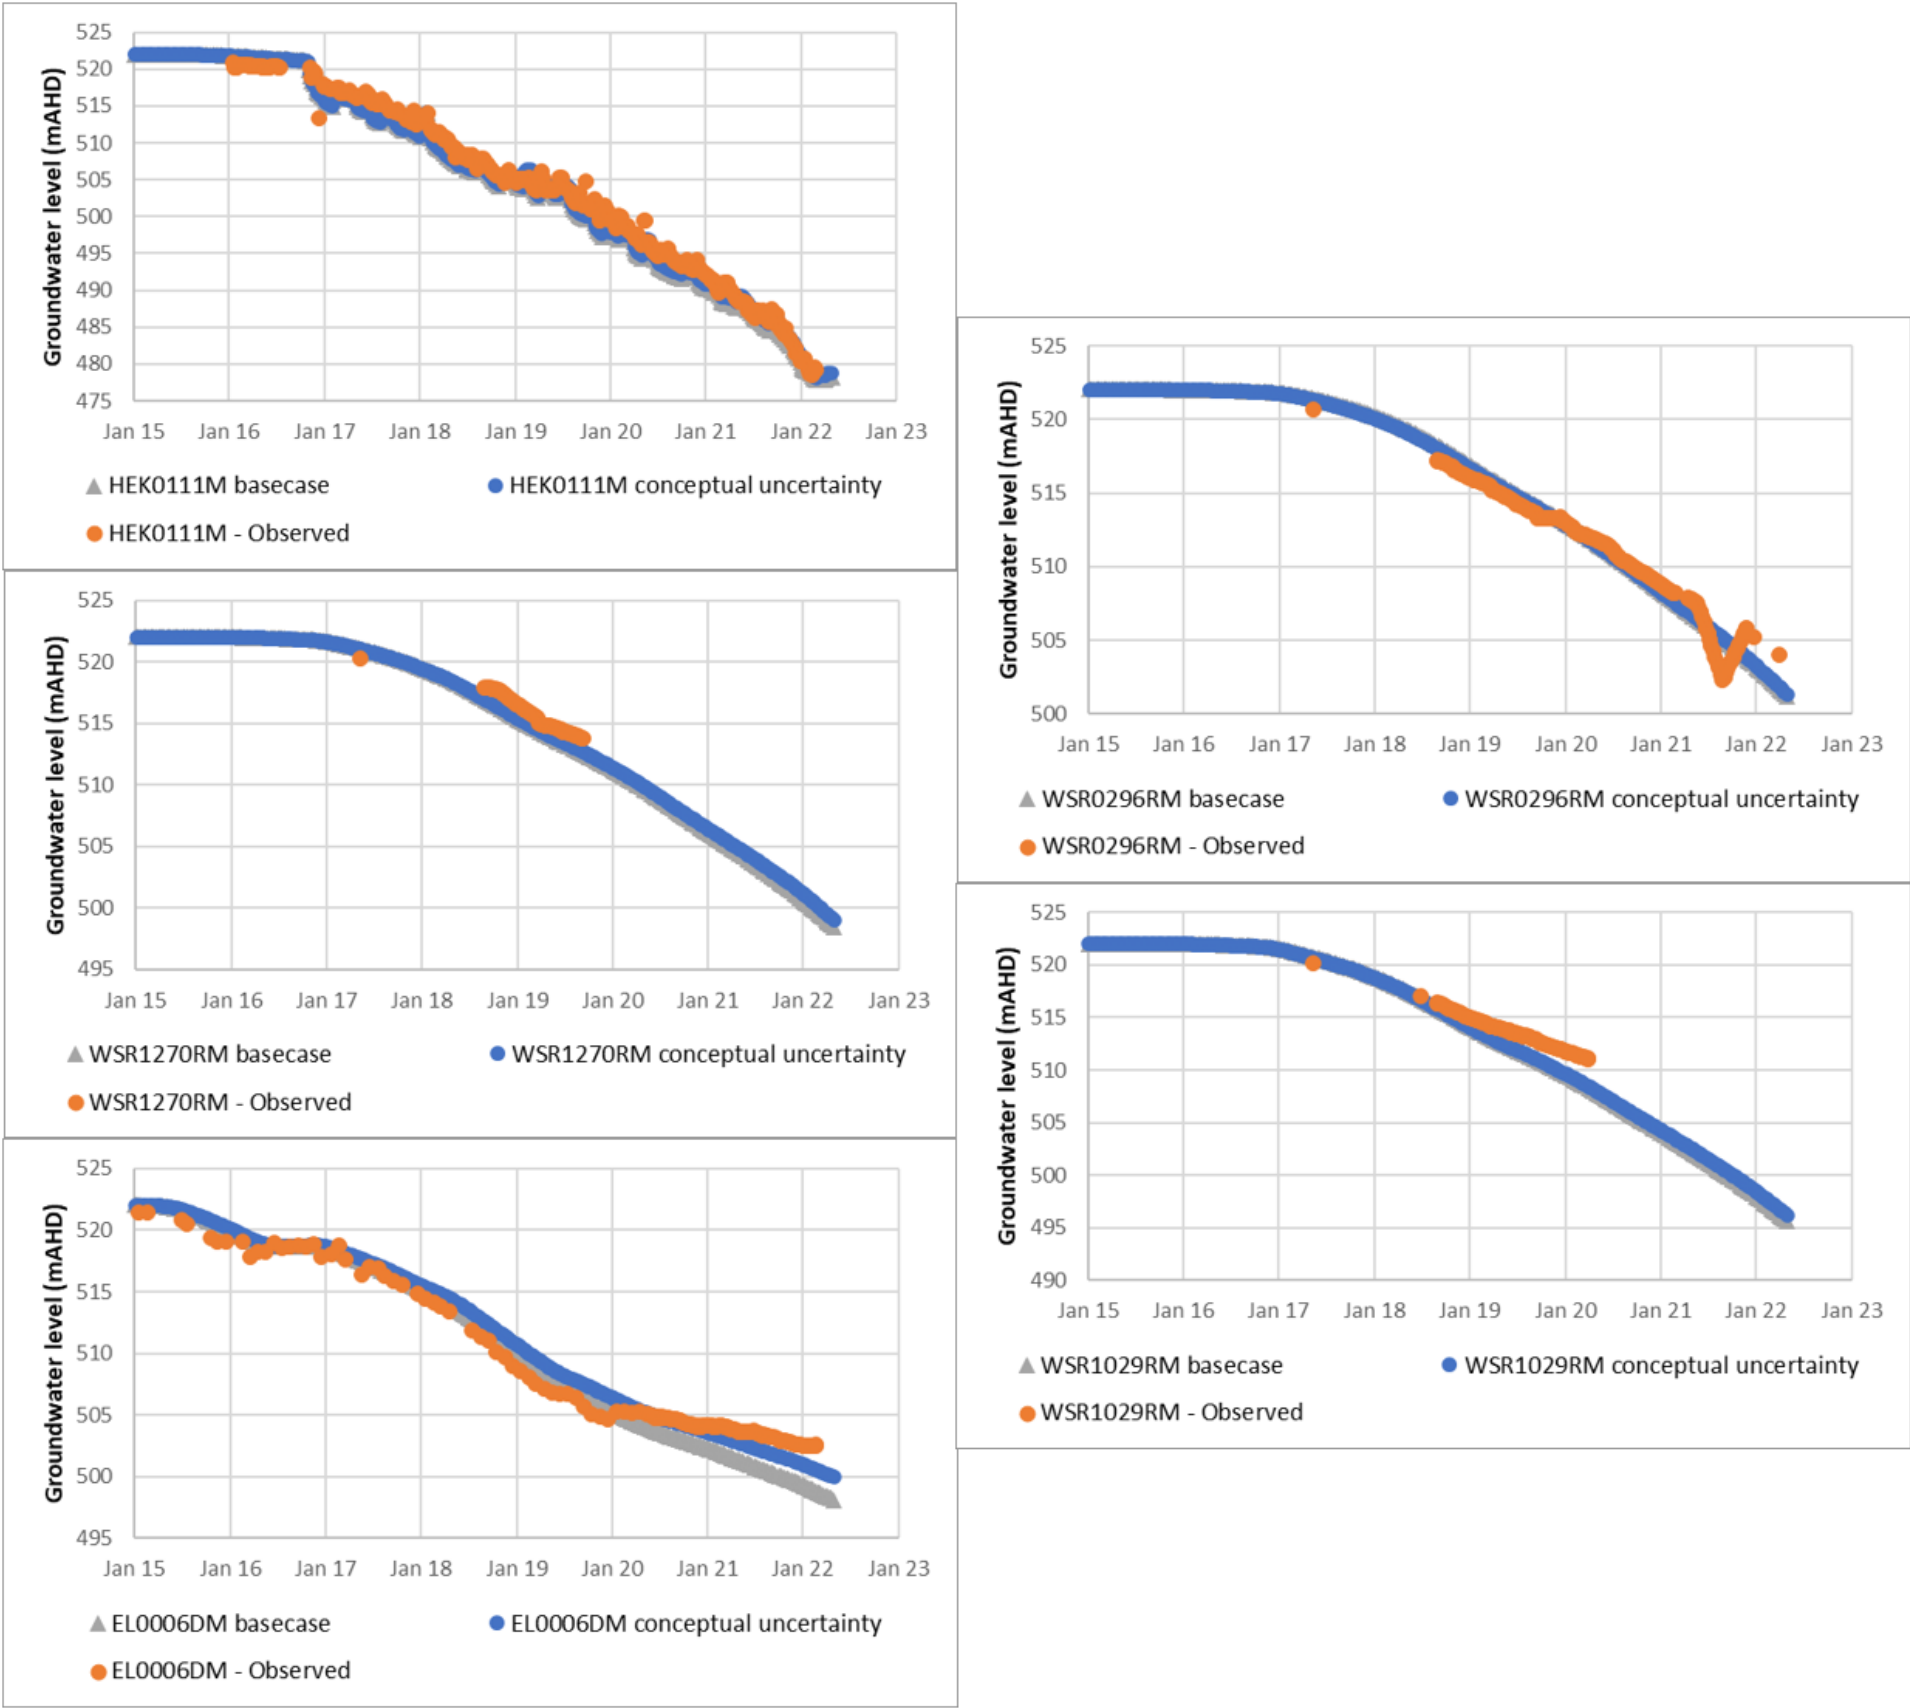 Groundwater level (mAHD)
525
520
515
510
505
500
495
490
485
480
475
Jan 15 Jan 16 Jan 17 Jan 18 Jan 19 Jan 20 Jan 21 Jan 22 Jan 23
HEK0111M basecase HEK0111M conceptual uncertainty
HEK0111M - Observed
Groundwater level (mAHD)
525
520
515
510
505
500
Jan 15 Jan 16 Jan 17 Jan 18 Jan 19 Jan 20 Jan 21 Jan 22 Jan 23
WSR0296RM basecase WSR0296RM conceptual uncertainty
WSR0296RM - Observed
Groundwater level (mAHD)
525
520
515
510
505
500
495
Jan 15 Jan 16 Jan 17 Jan 18 Jan 19 Jan 20 Jan 21 Jan 22 Jan 23
WSR1270RM basecase WSR1270RM conceptual uncertainty
WSR1270RM - Observed
Groundwater level (mAHD)
525
520
515
510
505
500
495
490
Jan 15 Jan 16 Jan 17 Jan 18 Jan 19 Jan 20 Jan 21 Jan 22 Jan 23
WSR1029RM basecase WSR1029RM conceptual uncertainty
WSR1029RM - Observed
Groundwater level (mAHD)
525
520
515
510
505
500
495
Jan 15 Jan 16 Jan 17 Jan 18 Jan 19 Jan 20 Jan 21 Jan 22 Jan 23
EL0006DM basecase EL0006DM conceptual uncertainty
EL0006DM - Observed